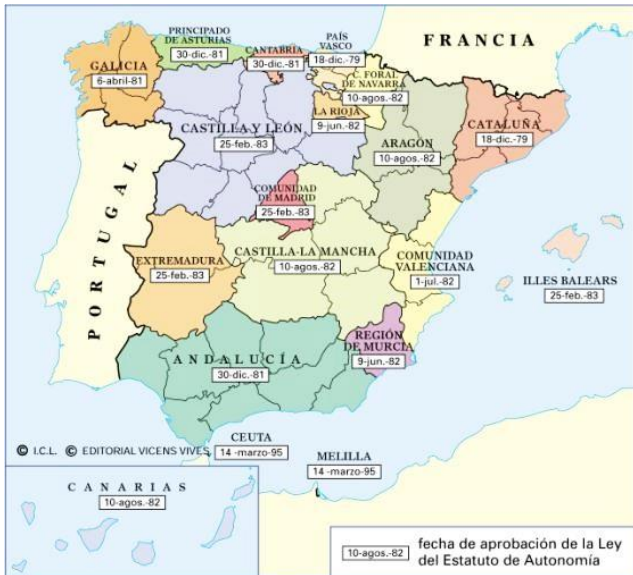 PRINCIPADO
DE ASTURIAS
30-dic.-81
CANTABRIA
30-dic.-81
PAÍS
VASCO
18-dic.-79
FRANCIA
GALICIA
6-abril-81
C. FORAL
DE NAVARRA
10-agos.-82
LA RIOJA
9-jun.-82
CASTILLA Y LEÓN
25-feb.-83
ARAGÓN
10-agos.-82
CATALUÑA
18-dic.-79
PORTUGAL
COMUNIDAD
DE MADRID
25-feb.-83
EXTREMADURA
25-feb.-83
CASTILLA-LA MANCHA
10-agos.-82
COMUNIDAD
VALENCIANA
1-jul.-82
ILLES BALEARS
25-feb.-83
ANDALUCÍA
30-dic.-81
REGIÓN
DE MURCIA
9-jun.-82
© I.C.L. © EDITORIAL VICENS VIVES
CEUTA
14 -marzo-95
MELILLA
14 -marzo-95
CANARIAS
10-agos.-82
10-agos.-82 fecha de aprobación de la Ley
del Estatuto de Autonomía